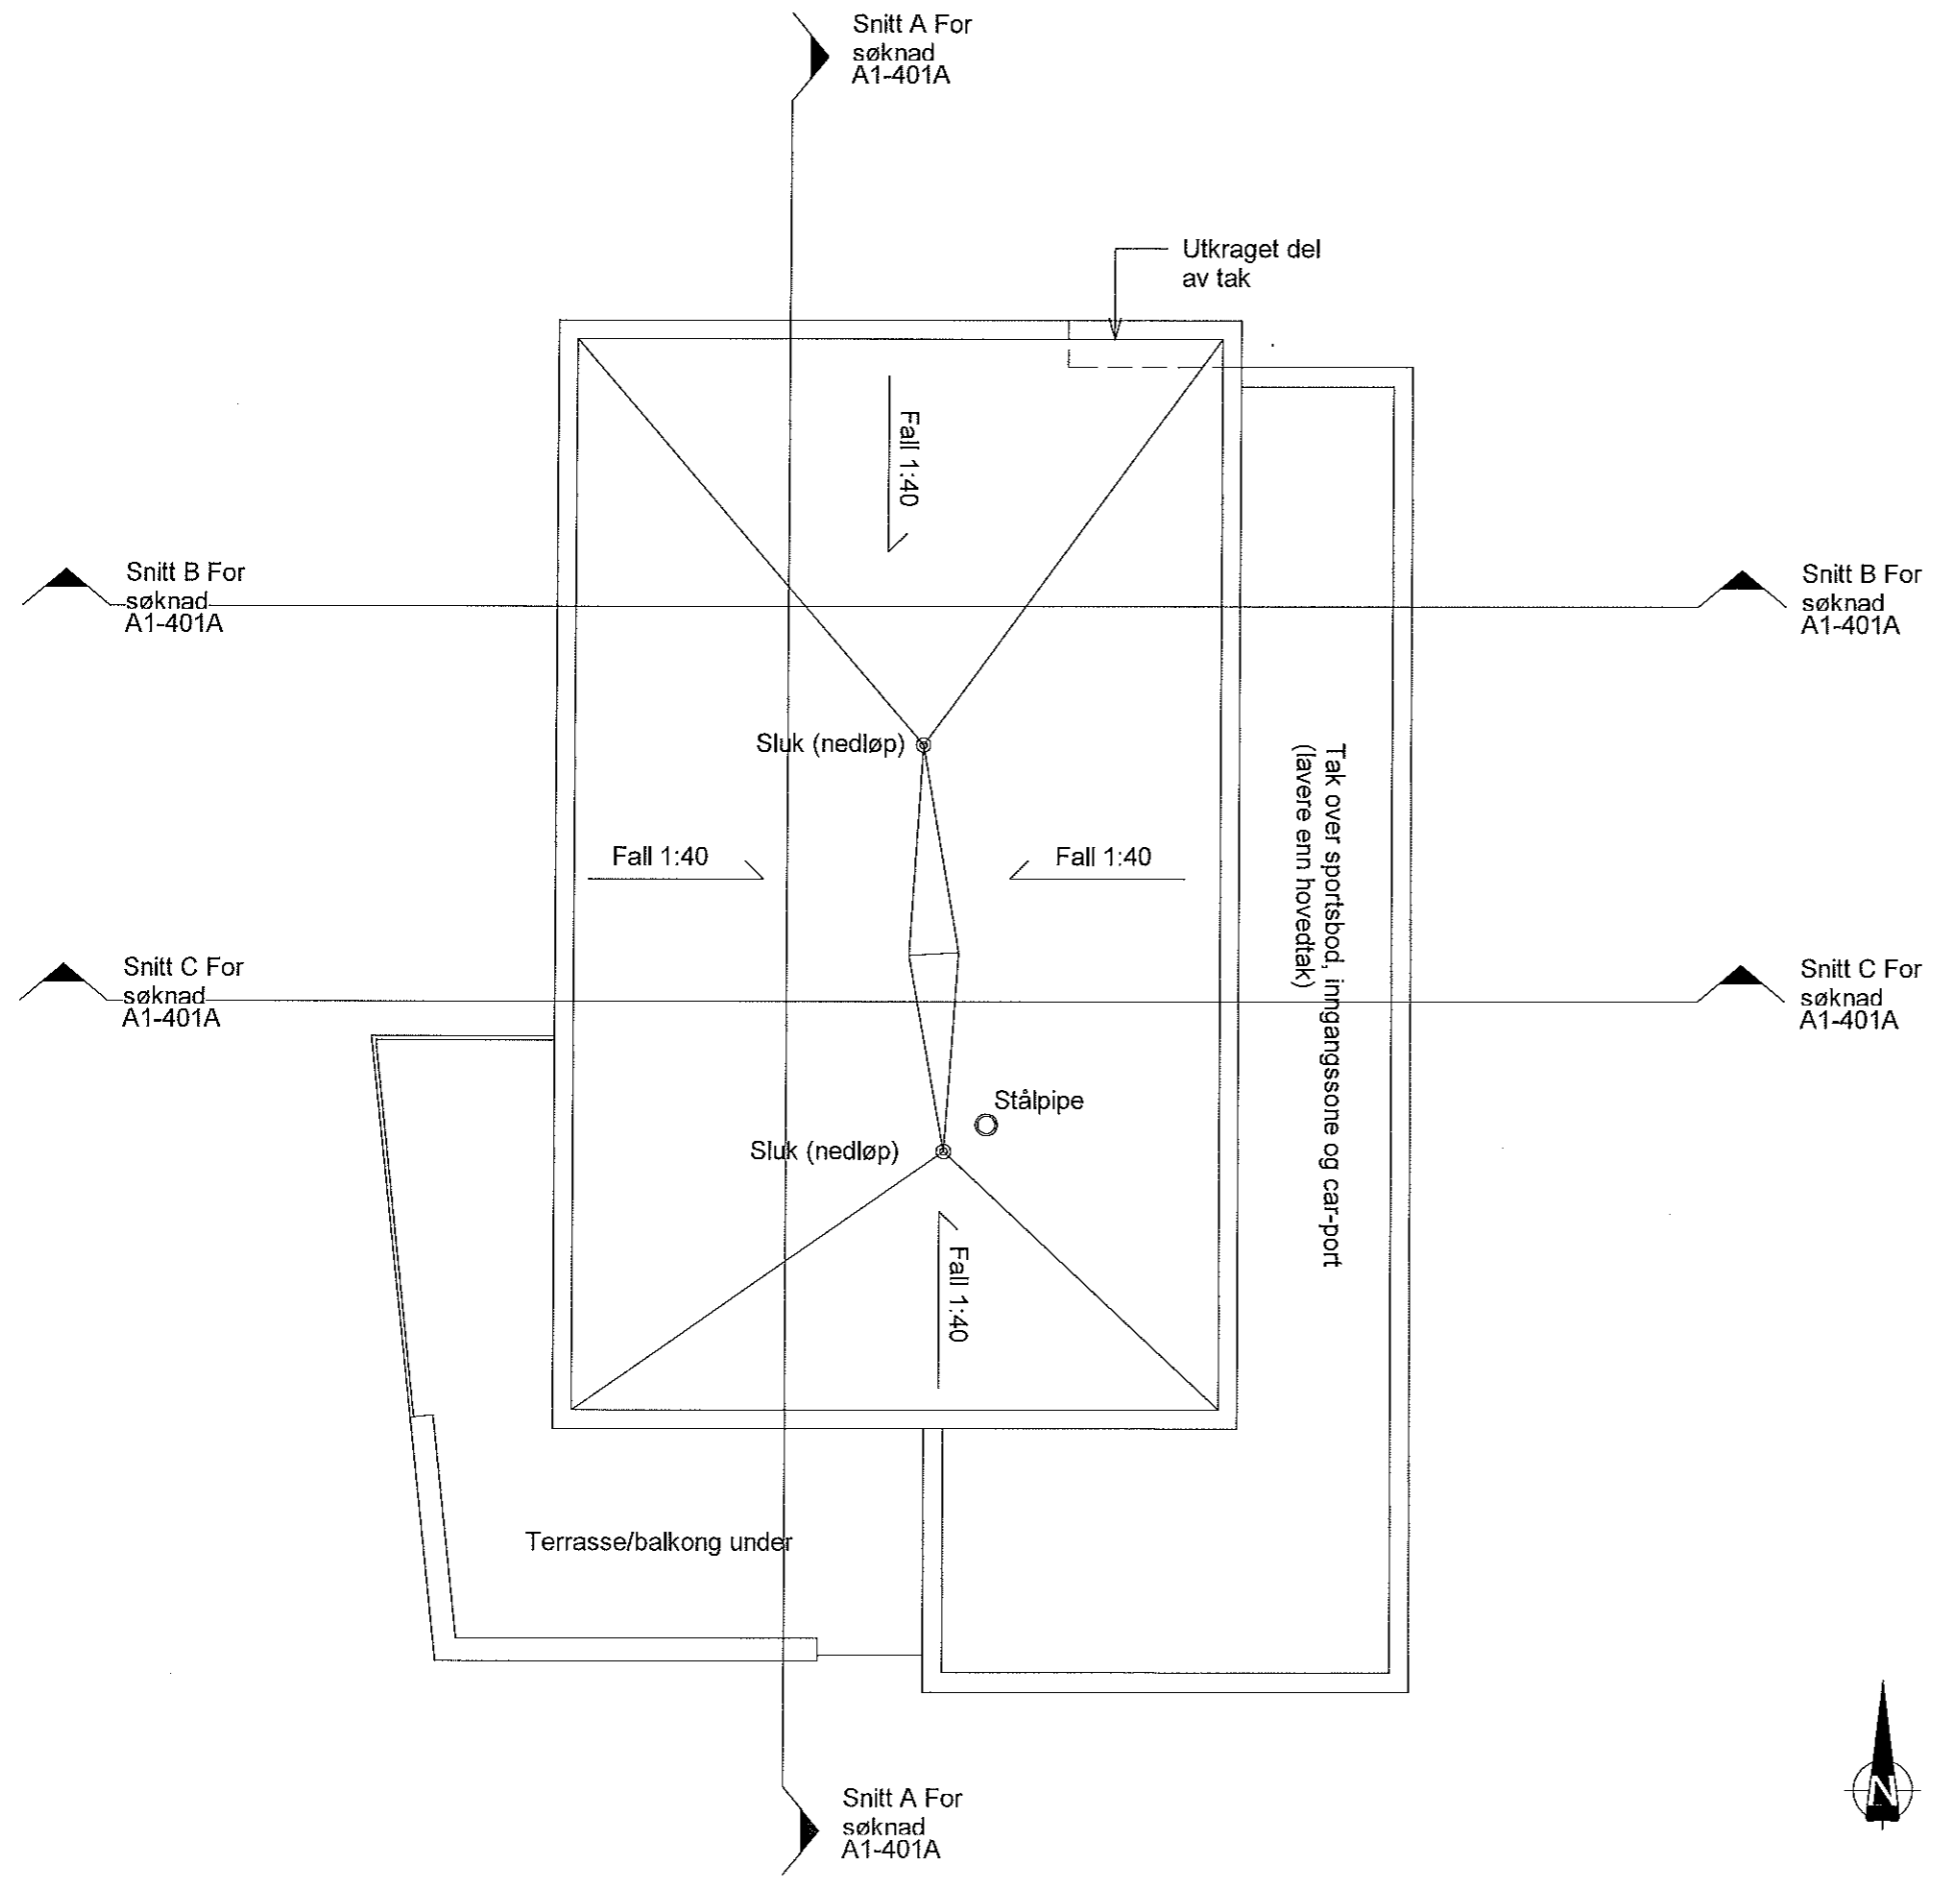 Snitt A For
søknad
A1-401A
Utkraget del
av tak
Fall 1:40
Snitt B For
søknad
A1-401A
Snitt B For
søknad
A1-401A
Sluk (nedløp)
Tak over sportsbod, inngangssone og car-port
(lavere enn hovedtak)
Fall 1:40
Fall 1:40
Snitt C For
søknad
A1-401A
Snitt C For
søknad
A1-401A
Stålpipe
Sluk (nedløp)
Fall 1:40
Terrasse/balkong under
Snitt A For
søknad
A1-401A
N